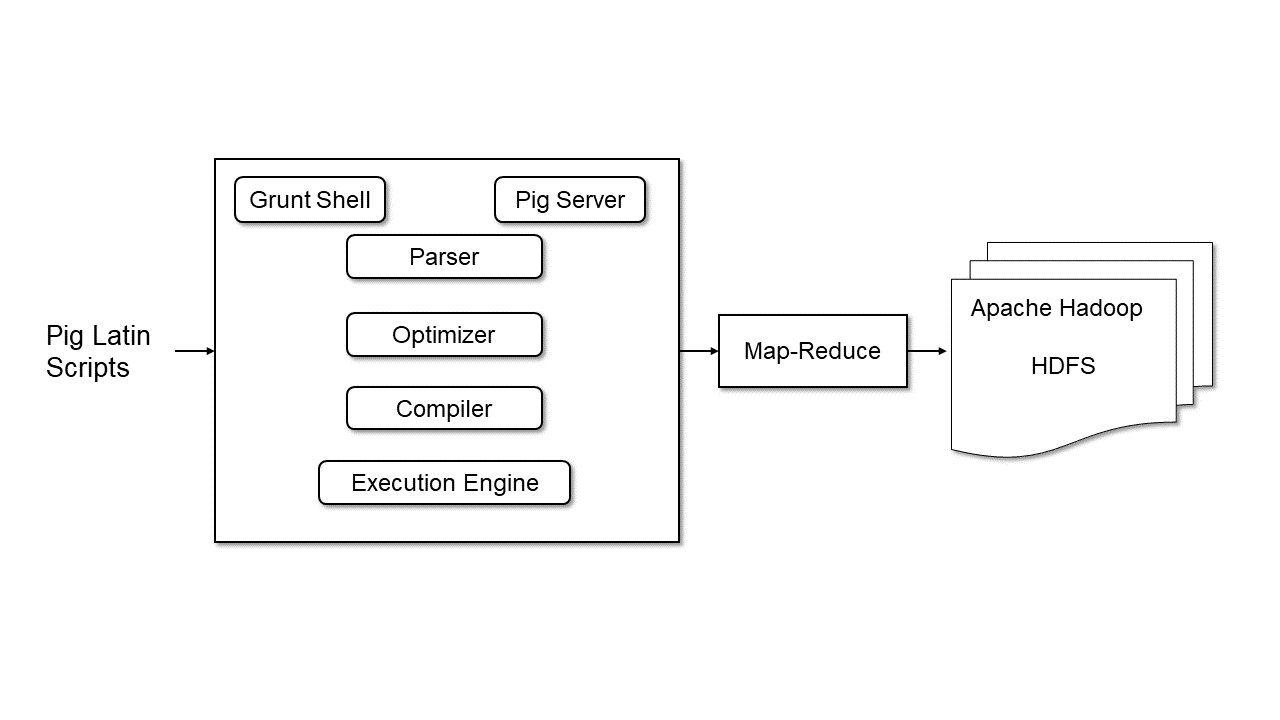 Grunt Shell
Pig Server
Parser
Optimizer
Compiler
Execution Engine
Pig Latin
Scripts
Map-Reduce
Apache Hadoop
HDFS